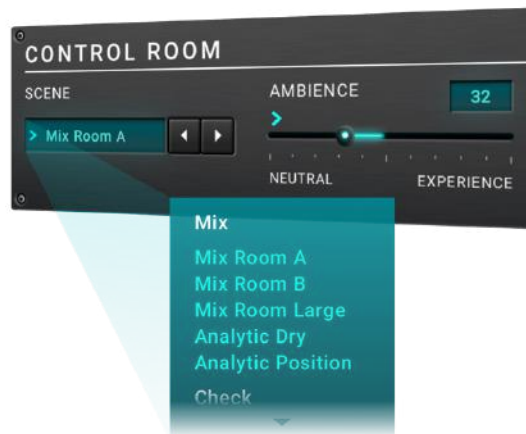 CONTROL ROOM
SCENE
Mix Room A
AMBIENCE
32
NEUTRAL
EXPERIENCE
Mix
Mix Room A
Mix Room B
Mix Room Large
Analytic Dry
Analytic Position
Check